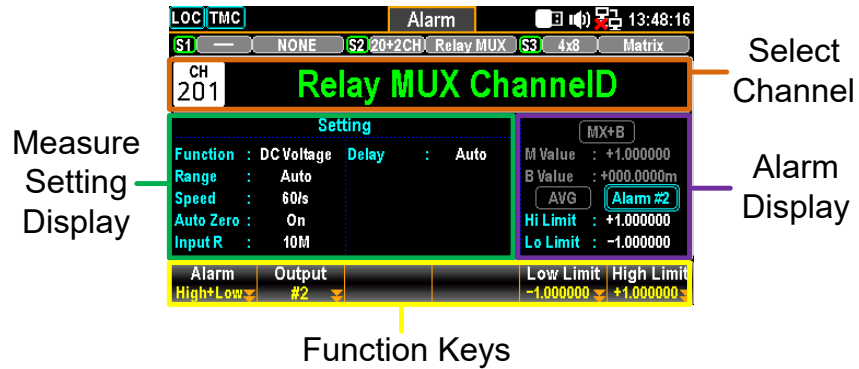 LOC TMC Alarm 13:48:16
S1 — NONE S2 20+2CH Relay MUX S3 4x8 Matrix
CH
201
Relay MUX ChannelD
Select
Channel
Measure
Setting
Display
Setting
Function : DC Voltage Delay : Auto
Range : Auto
Speed : 60/s
Auto Zero : On
Input R : 10M
MX+B
M Value : +1.000000
B Value : +000.0000m
AVG Alarm #2
Hi Limit : +1.000000
Lo Limit : -1.000000
Alarm
Display
Alarm Output Low Limit High Limit
High+Low #2 -1.000000 +1.000000
Function Keys